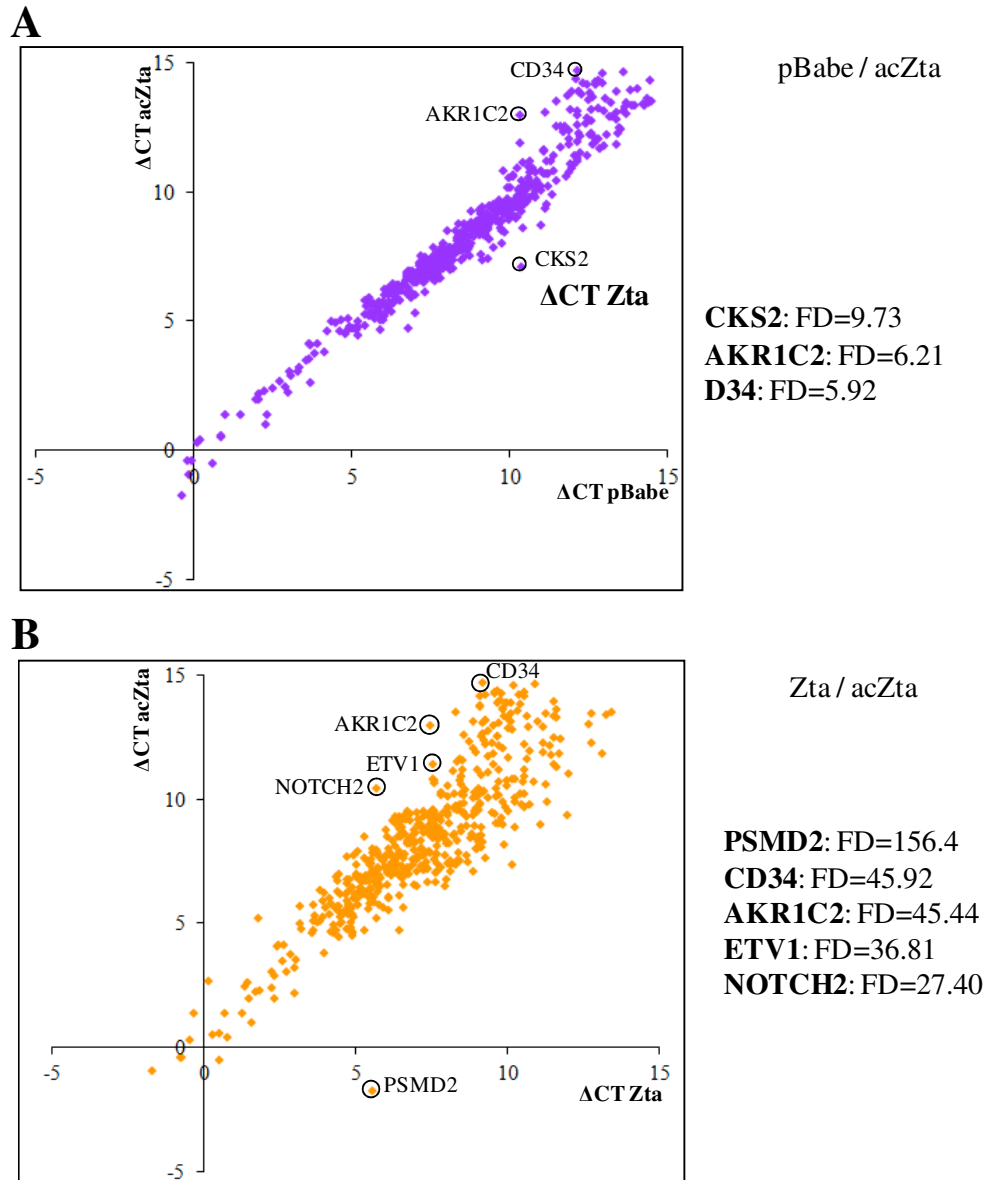 A
pBabe / acZta
ΔCT acZta
15
CD34
AKR1C2
10
CKS2
ΔCT Zta
5
CKS2: FD=9.73
AKR1C2: FD=6.21
D34: FD=5.92
0
-5
0
5
10
15
ΔCT pBabe
-5
B
Zta / acZta
ΔCT acZta
15
CD34
AKR1C2
ETV1
NOTCH2
10
PSMD2: FD=156.4
CD34: FD=45.92
AKR1C2: FD=45.44
ETV1: FD=36.81
NOTCH2: FD=27.40
5
0
-5
0
5
10
15
PSMD2
ΔCT Zta
-5